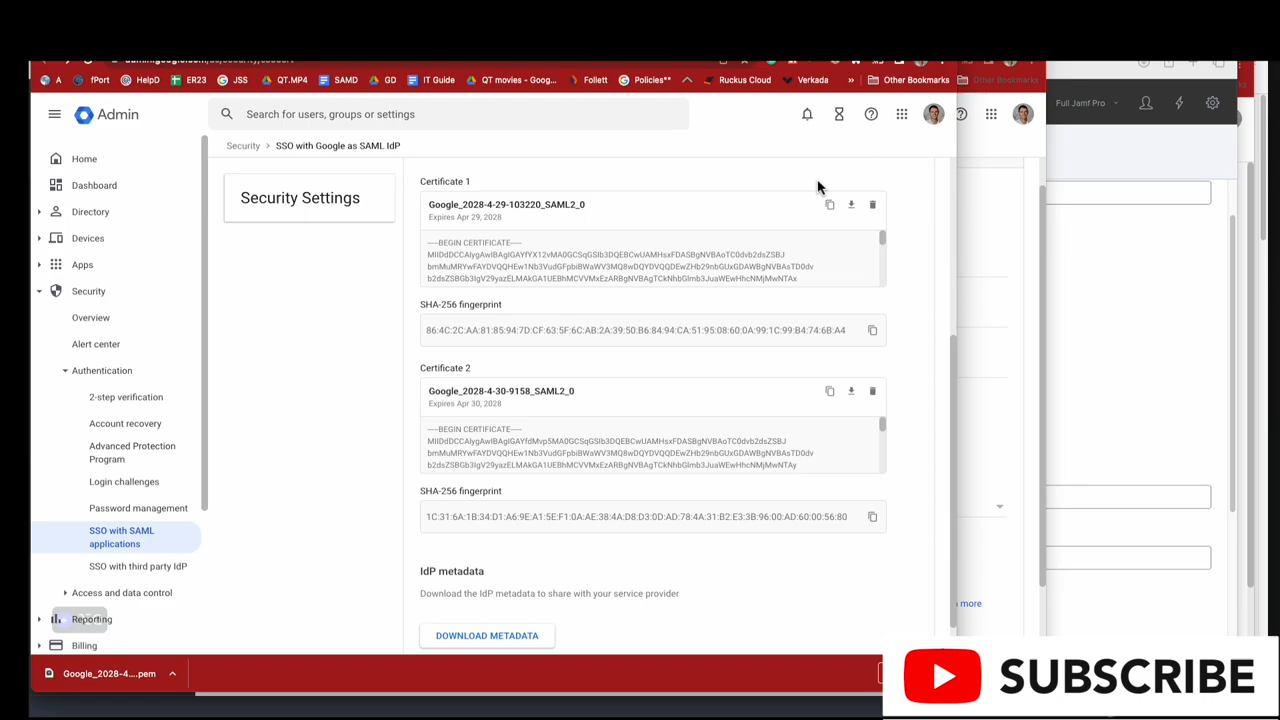 A
fPort
HelpD
ER23
JSS
QT.MP4
SAMD
GD
IT Guide
QT movies - Goog...
Follett
Policies**
Ruckus Cloud
Verkada
»
Other Bookmarks
Other Bookmarks
Admin
Search for users, groups or settings
Full Jamf Pro
Security > SSO with Google as SAML IdP
Home
Dashboard
Directory
Devices
Apps
Security
Overview
Alert center
Authentication
2-step verification
Account recovery
Advanced Protection
Program
Login challenges
Password management
SSO with SAML
applications
SSO with third party IdP
Access and data control
Reporting
Billing
Security Settings
Certificate 1
Google_2028-4-29-103220_SAML2_0
Expires Apr 29, 2028
-----BEGIN CERTIFICATE-----
SHA-256 fingerprint
86:4C:2C:AA:81:85:94:7D:CF:63:5F:6C:AB:2A:39:50:B6:84:94:CA:51:95:08:60:0A:99:1C:99:B4:74:6B:A4
Certificate 2
Google_2028-4-30-9158_SAML2_0
Expires Apr 30, 2028
-----BEGIN CERTIFICATE-----
SHA-256 fingerprint
1C:31:6A:1B:34:D1:A6:9E:A1:5E:F1:0A:AE:38:4A:D8:D3:0D:AD:78:4A:31:B2:E3:3B:96:00:AD:60:00:56:80
IdP metadata
Download the IdP metadata to share with your service provider
DOWNLOAD METADATA
more
Google_2028-4....pem
SUBSCRIBE